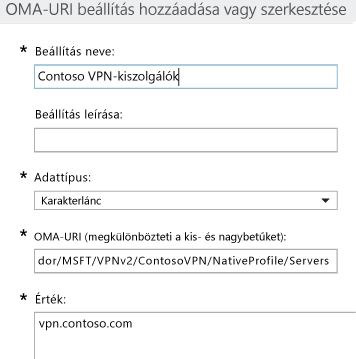 OMA-URI beállítás hozzáadása vagy szerkesztése
* Beállítás neve:
Contoso VPN-kiszolgálók
Beállítás leírása:
* Adattípus:
Karakterlánc
* OMA-URI (megkülönbözteti a kis- és nagybetűket):
dor/MSFT/VPNv2/ContosoVPN/NativeProfile/Servers
* Érték:
vpn.contoso.com